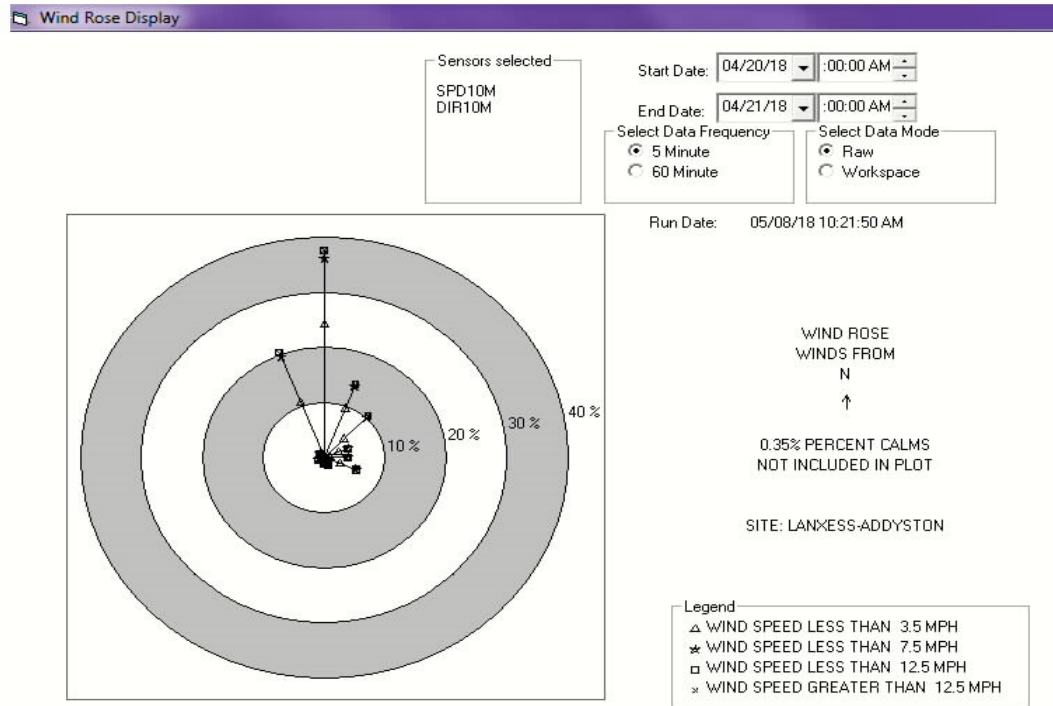 Wind Rose Display
Sensors selected
SPD10M
DIR10M
Start Date: 04/20/18 :00:00 AM
End Date: 04/21/18 :00:00 AM
Select Data Frequency
5 Minute
60 Minute
Select Data Mode
Raw
Workspace
Run Date: 05/08/18 10:21:50 AM
10 %
20 %
30 %
40 %
WIND ROSE
WINDS FROM
N
0.35% PERCENT CALMS
NOT INCLUDED IN PLOT
SITE: LANXESS-ADDYSTON
Legend
WIND SPEED LESS THAN 3.5 MPH
WIND SPEED LESS THAN 7.5 MPH
WIND SPEED LESS THAN 12.5 MPH
WIND SPEED GREATER THAN 12.5 MPH